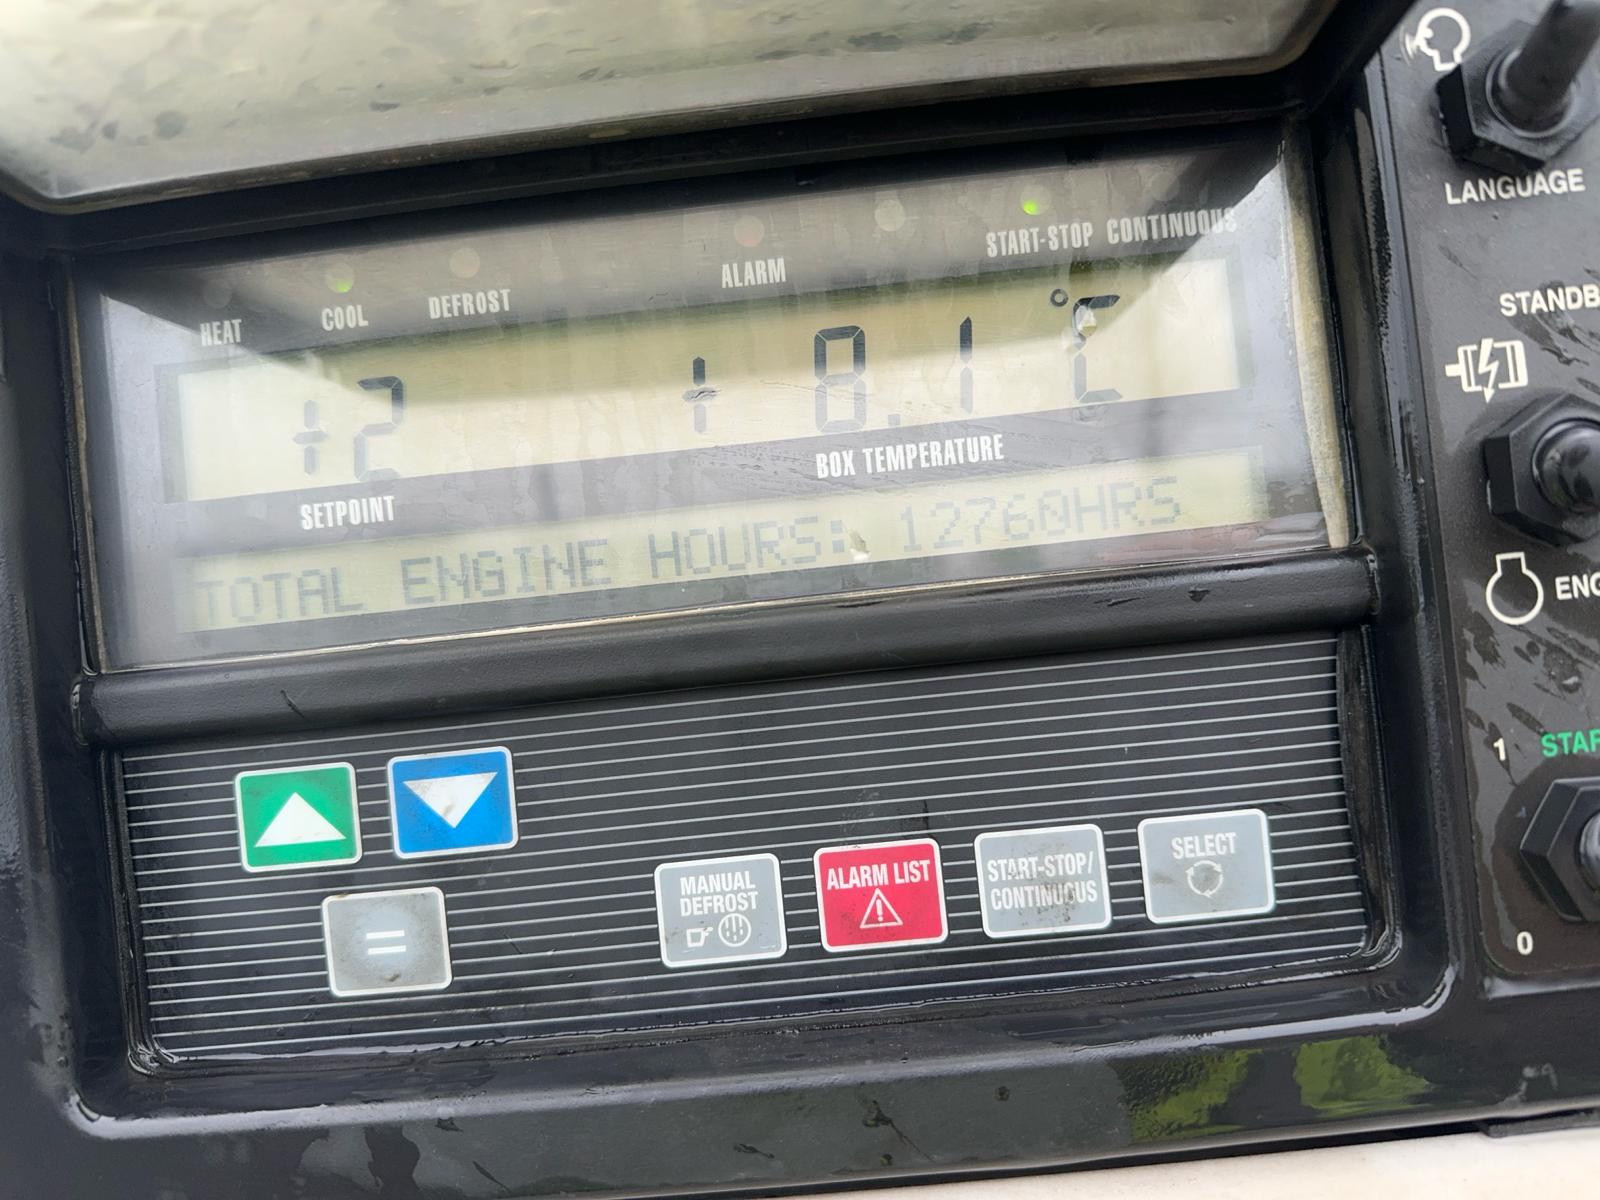 LANGUAGE
START-STOP CONTINUOUS
ALARM
HEAT COOL DEFROST
+2 + 8.1 °C
STANDB
SETPOINT BOX TEMPERATURE
TOTAL ENGINE HOURS: 12760HRS
ENG
1 STAR
MANUAL DEFROST
ALARM LIST
START-STOP/
CONTINUOUS
SELECT
=
0